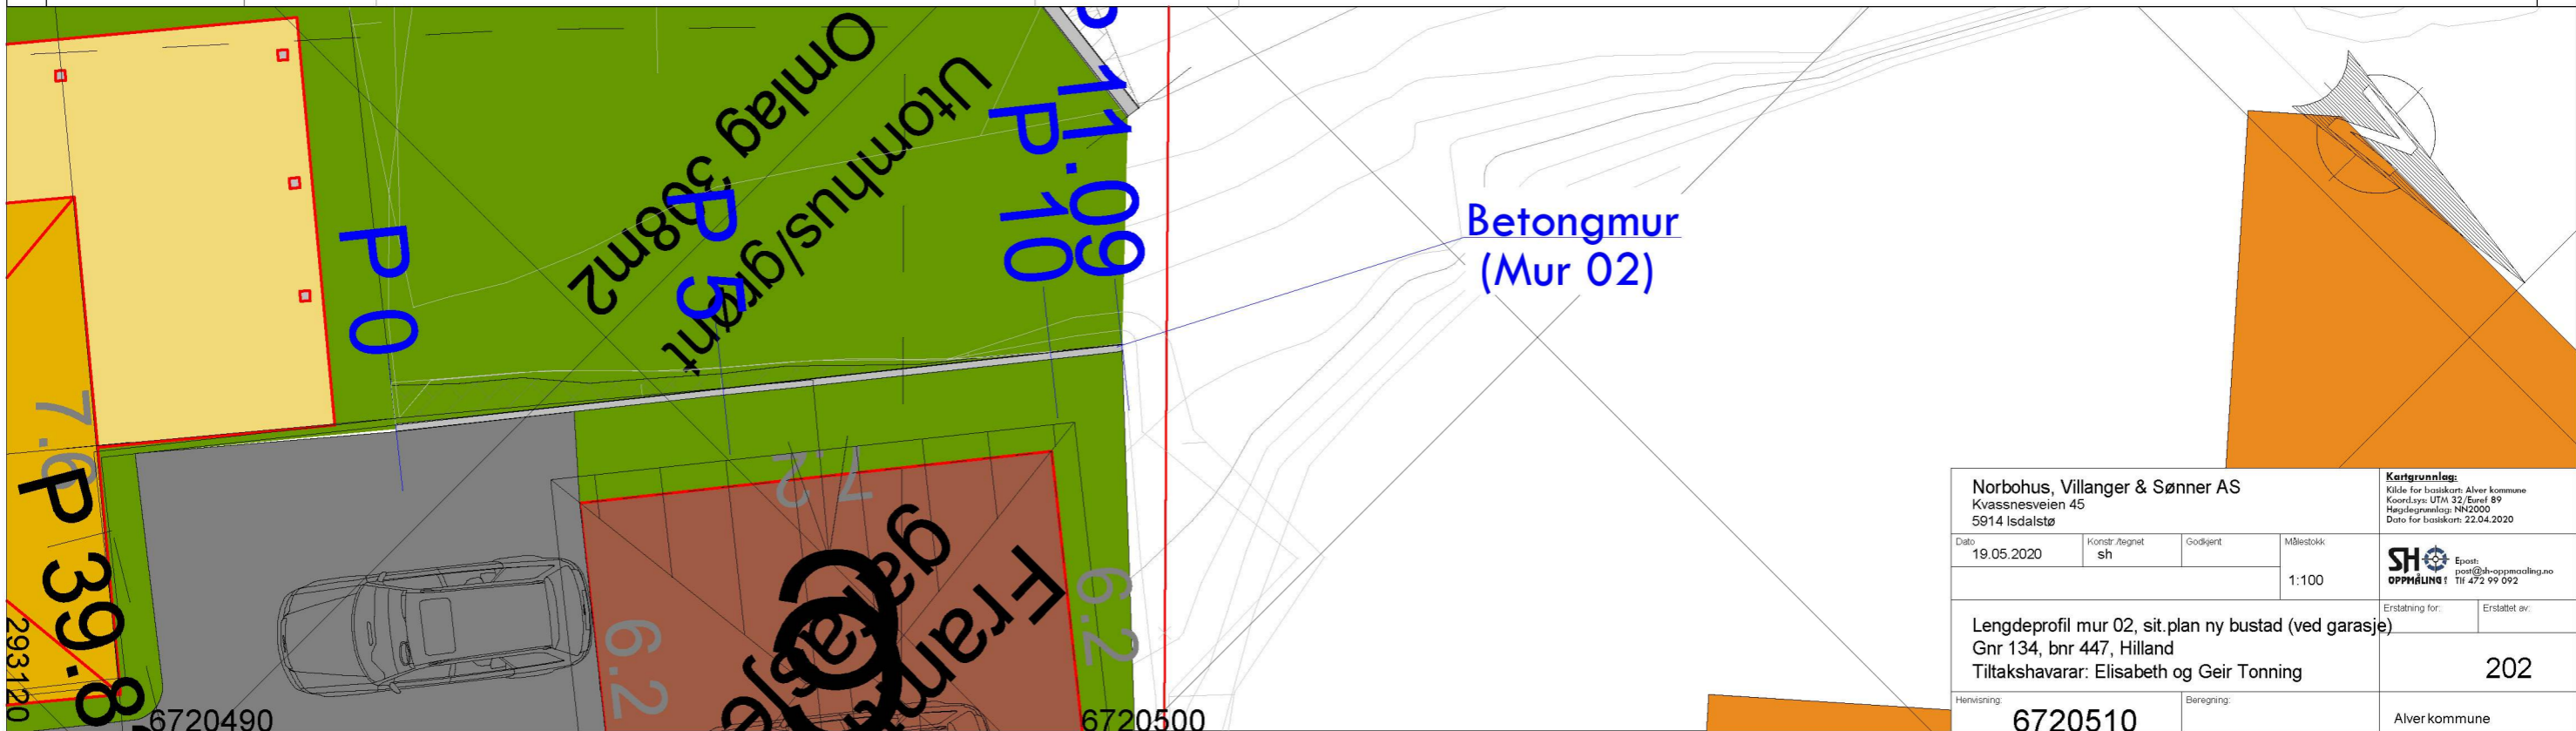 Omlag 308m2
Utomhus/grønt
P 0
P 5
P 10
11.09
Betongmur
(Mur 02)
7.6
P 39.8
7.2
6.2
6.2
garasje
293120
6720490
6720500
Norbohus, Villanger & Sønner AS
Kvassnesveien 45
5914 Isdalstø
Kartgrunnlag:
Kilde for basiskart: Alver kommune
Koord.sys: UTM 32/Euref 89
Høgdegrunnlag: NN2000
Dato for basiskart: 22.04.2020
Dato
19.05.2020
Konstr./tegnet
sh
Godkjent
Målestokk
1:100
SH
OPPMÅLING
Epost:
post@sh-oppmaaling.no
Tlf 472 99 092
Lengdeprofil mur 02, sit.plan ny bustad (ved garasje)
Gnr 134, bnr 447, Hilland
Tiltakshavarar: Elisabeth og Geir Tonning
Erstatning for:
Erstattet av:
202
Henvisning:
6720510
Beregning:
Alver kommune